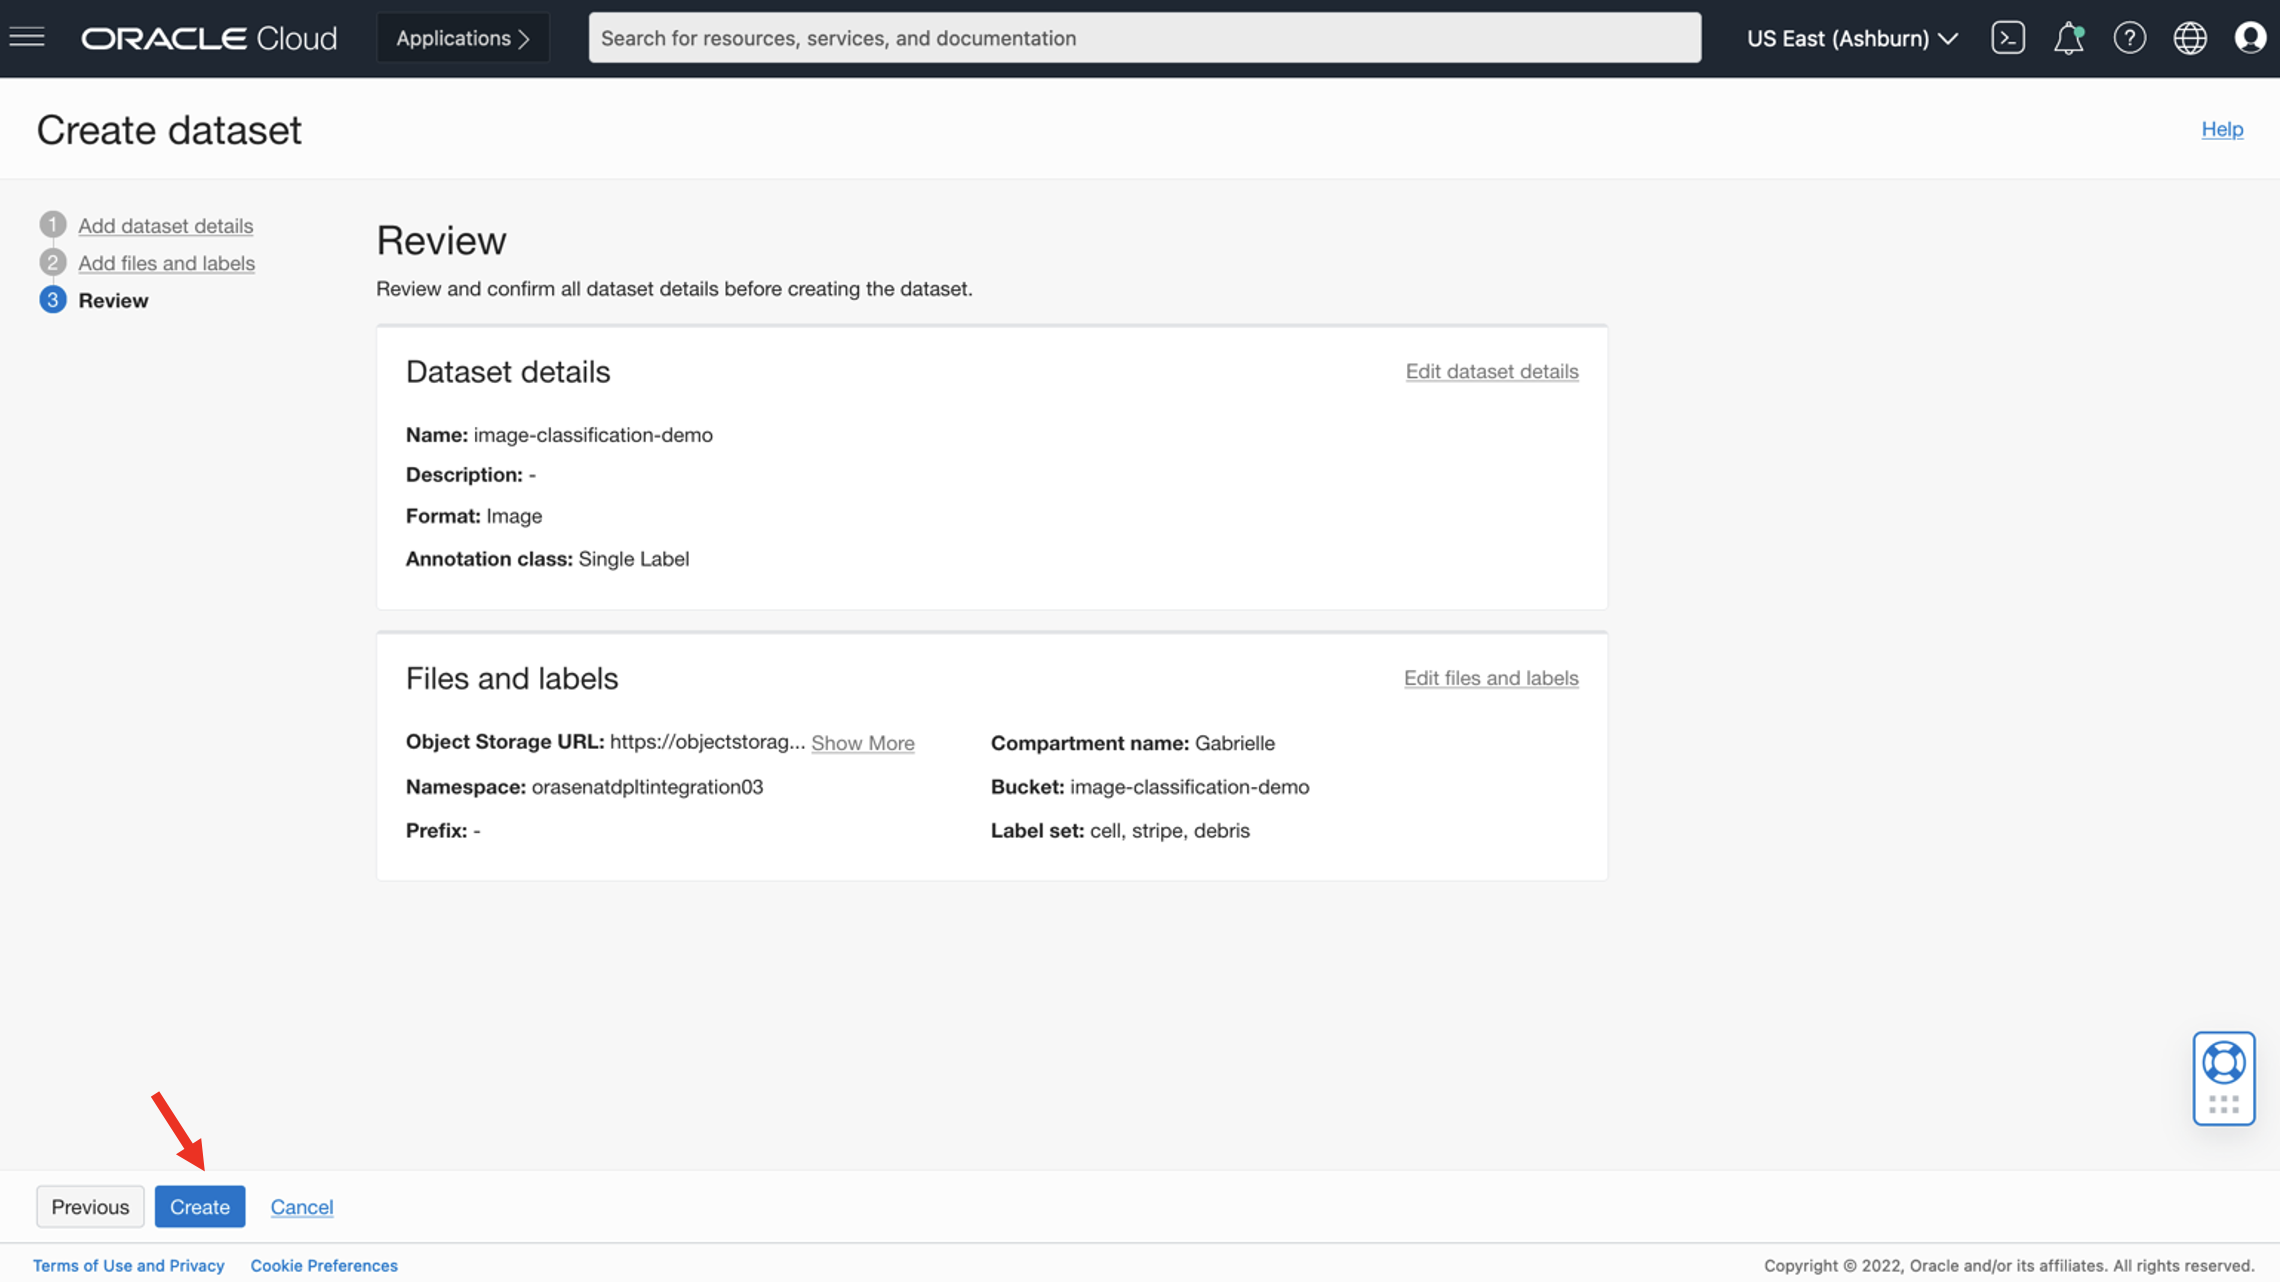 ORACLE Cloud
Applications
Search for resources, services, and documentation
US East (Ashburn)
Create dataset
Help
1 Add dataset details
2 Add files and labels
3 Review
Review
Review and confirm all dataset details before creating the dataset.
Dataset details
Edit dataset details
Name: image-classification-demo
Description: -
Format: Image
Annotation class: Single Label
Files and labels
Edit files and labels
Object Storage URL: https://objectstorag... Show More
Compartment name: Gabrielle
Namespace: orasenatdpltintegration03
Bucket: image-classification-demo
Prefix: -
Label set: cell, stripe, debris
Previous
Create
Cancel
Terms of Use and Privacy
Cookie Preferences
Copyright © 2022, Oracle and/or its affiliates. All rights reserved.